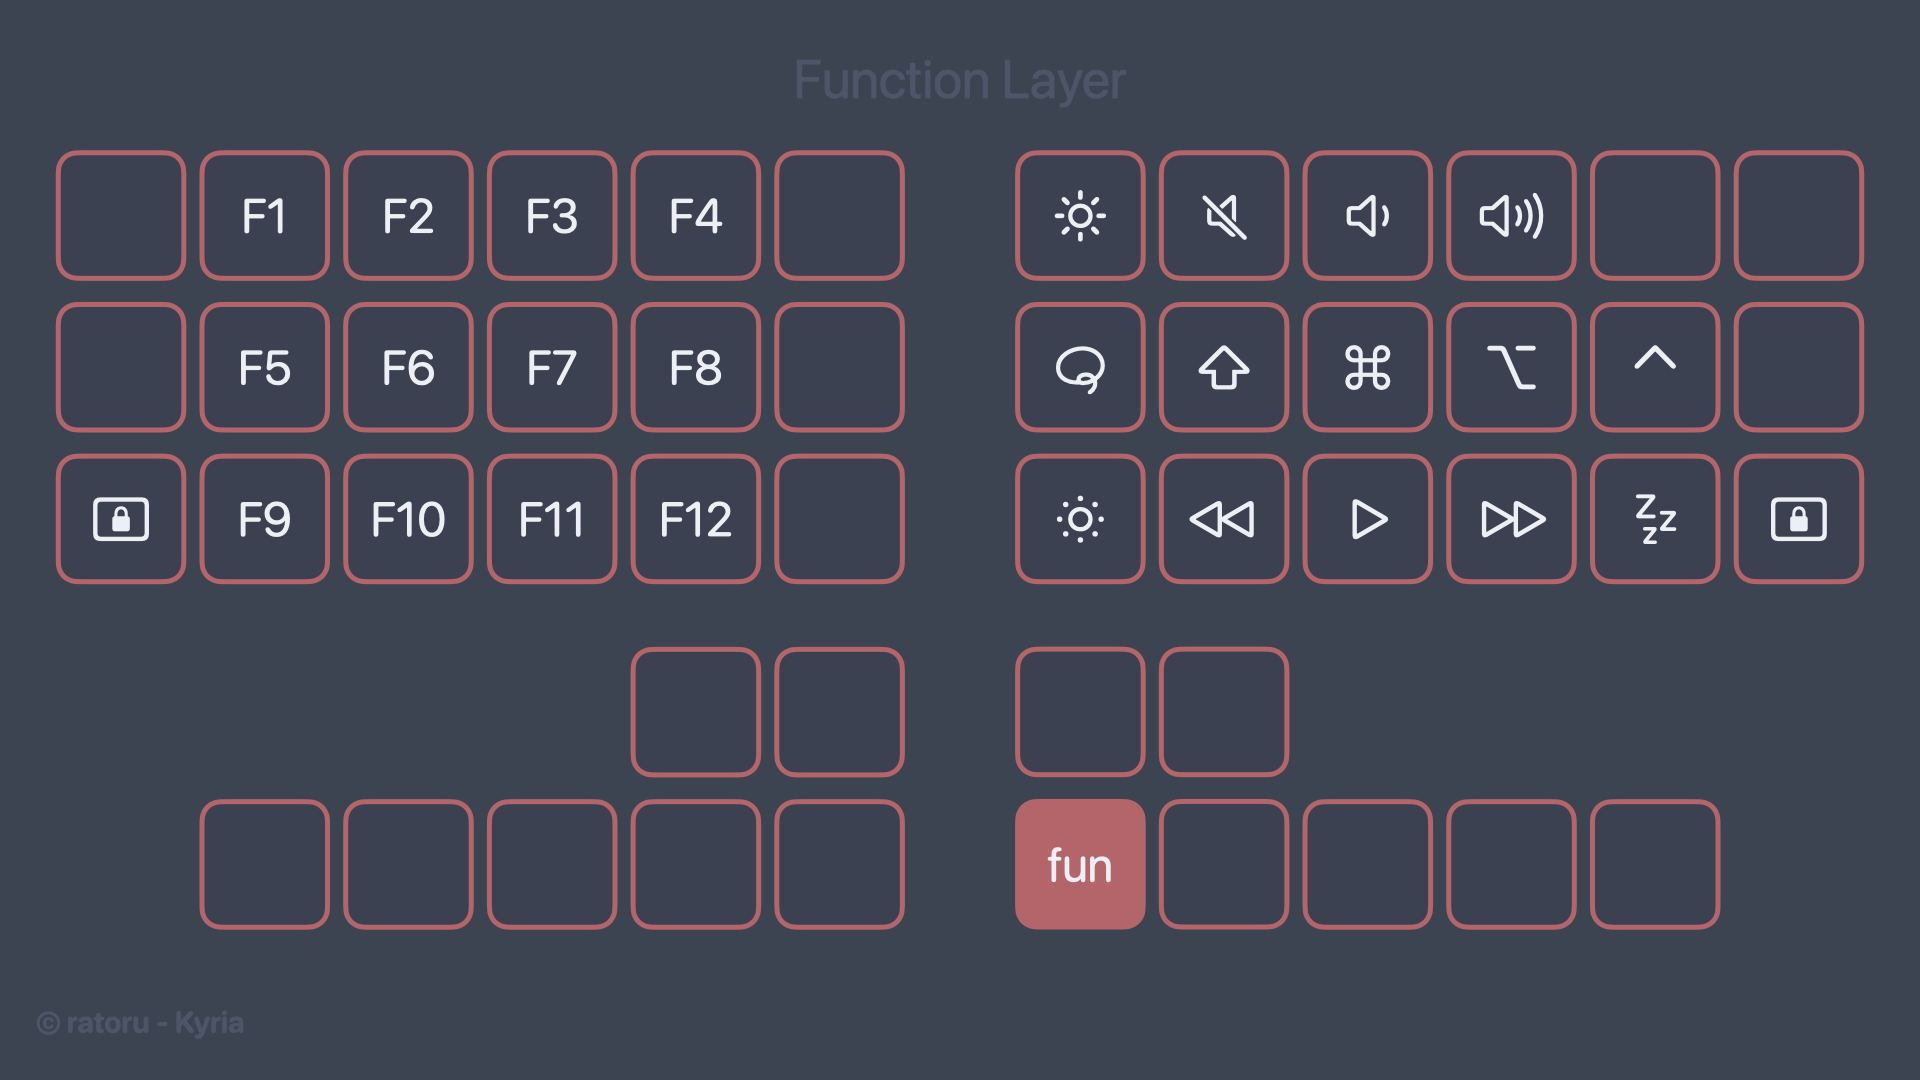 Function Layer
F1 F2 F3 F4
F5 F6 F7 F8
F9 F10 F11 F12 zzz
fun
© ratoru - Kyria